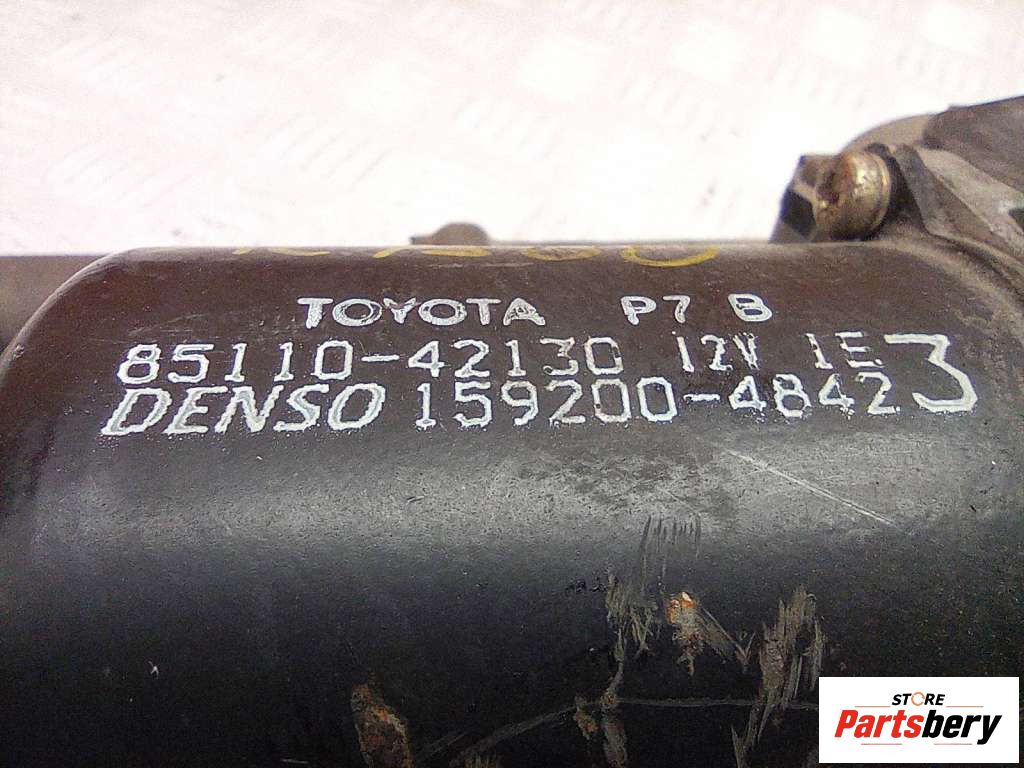 TOYOTA P7 B
85110-42130 12V 1E 3
DENSO 159200-4842
STORE
Partsbery